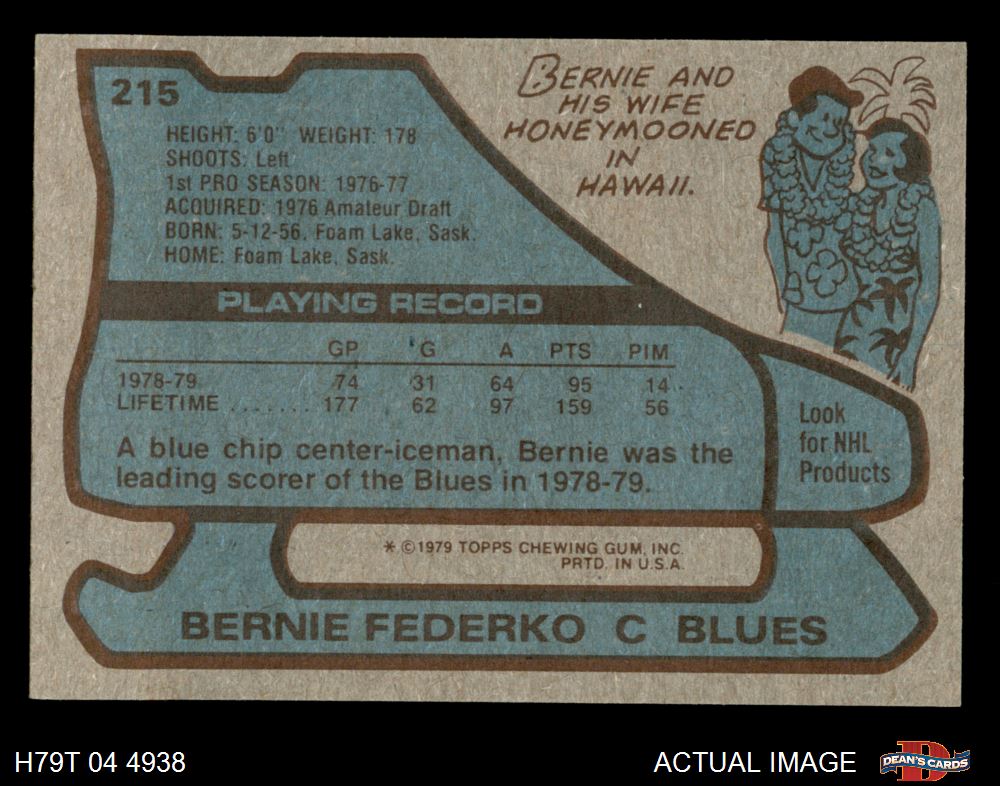 215
HEIGHT: 6'0" WEIGHT: 178
SHOOTS: Left
1st PRO SEASON: 1976-77
ACQUIRED: 1976 Amateur Draft
BORN: 5-12-56, Foam Lake, Sask.
HOME: Foam Lake, Sask.
BERNIE AND
HIS WIFE
HONEYMOONED
IN
HAWAII.
PLAYING RECORD
GP G A PTS PIM
1978-79 74 31 64 95 14
LIFETIME ....... 177 62 97 159 56
A blue chip center-iceman, Bernie was the
leading scorer of the Blues in 1978-79.
Look
for NHL
Products
* ©1979 TOPPS CHEWING GUM, INC.
PRTD. IN U.S.A.
BERNIE FEDERKO C BLUES
H79T 04 4938
ACTUAL IMAGE
D
DEAN'S CARDS